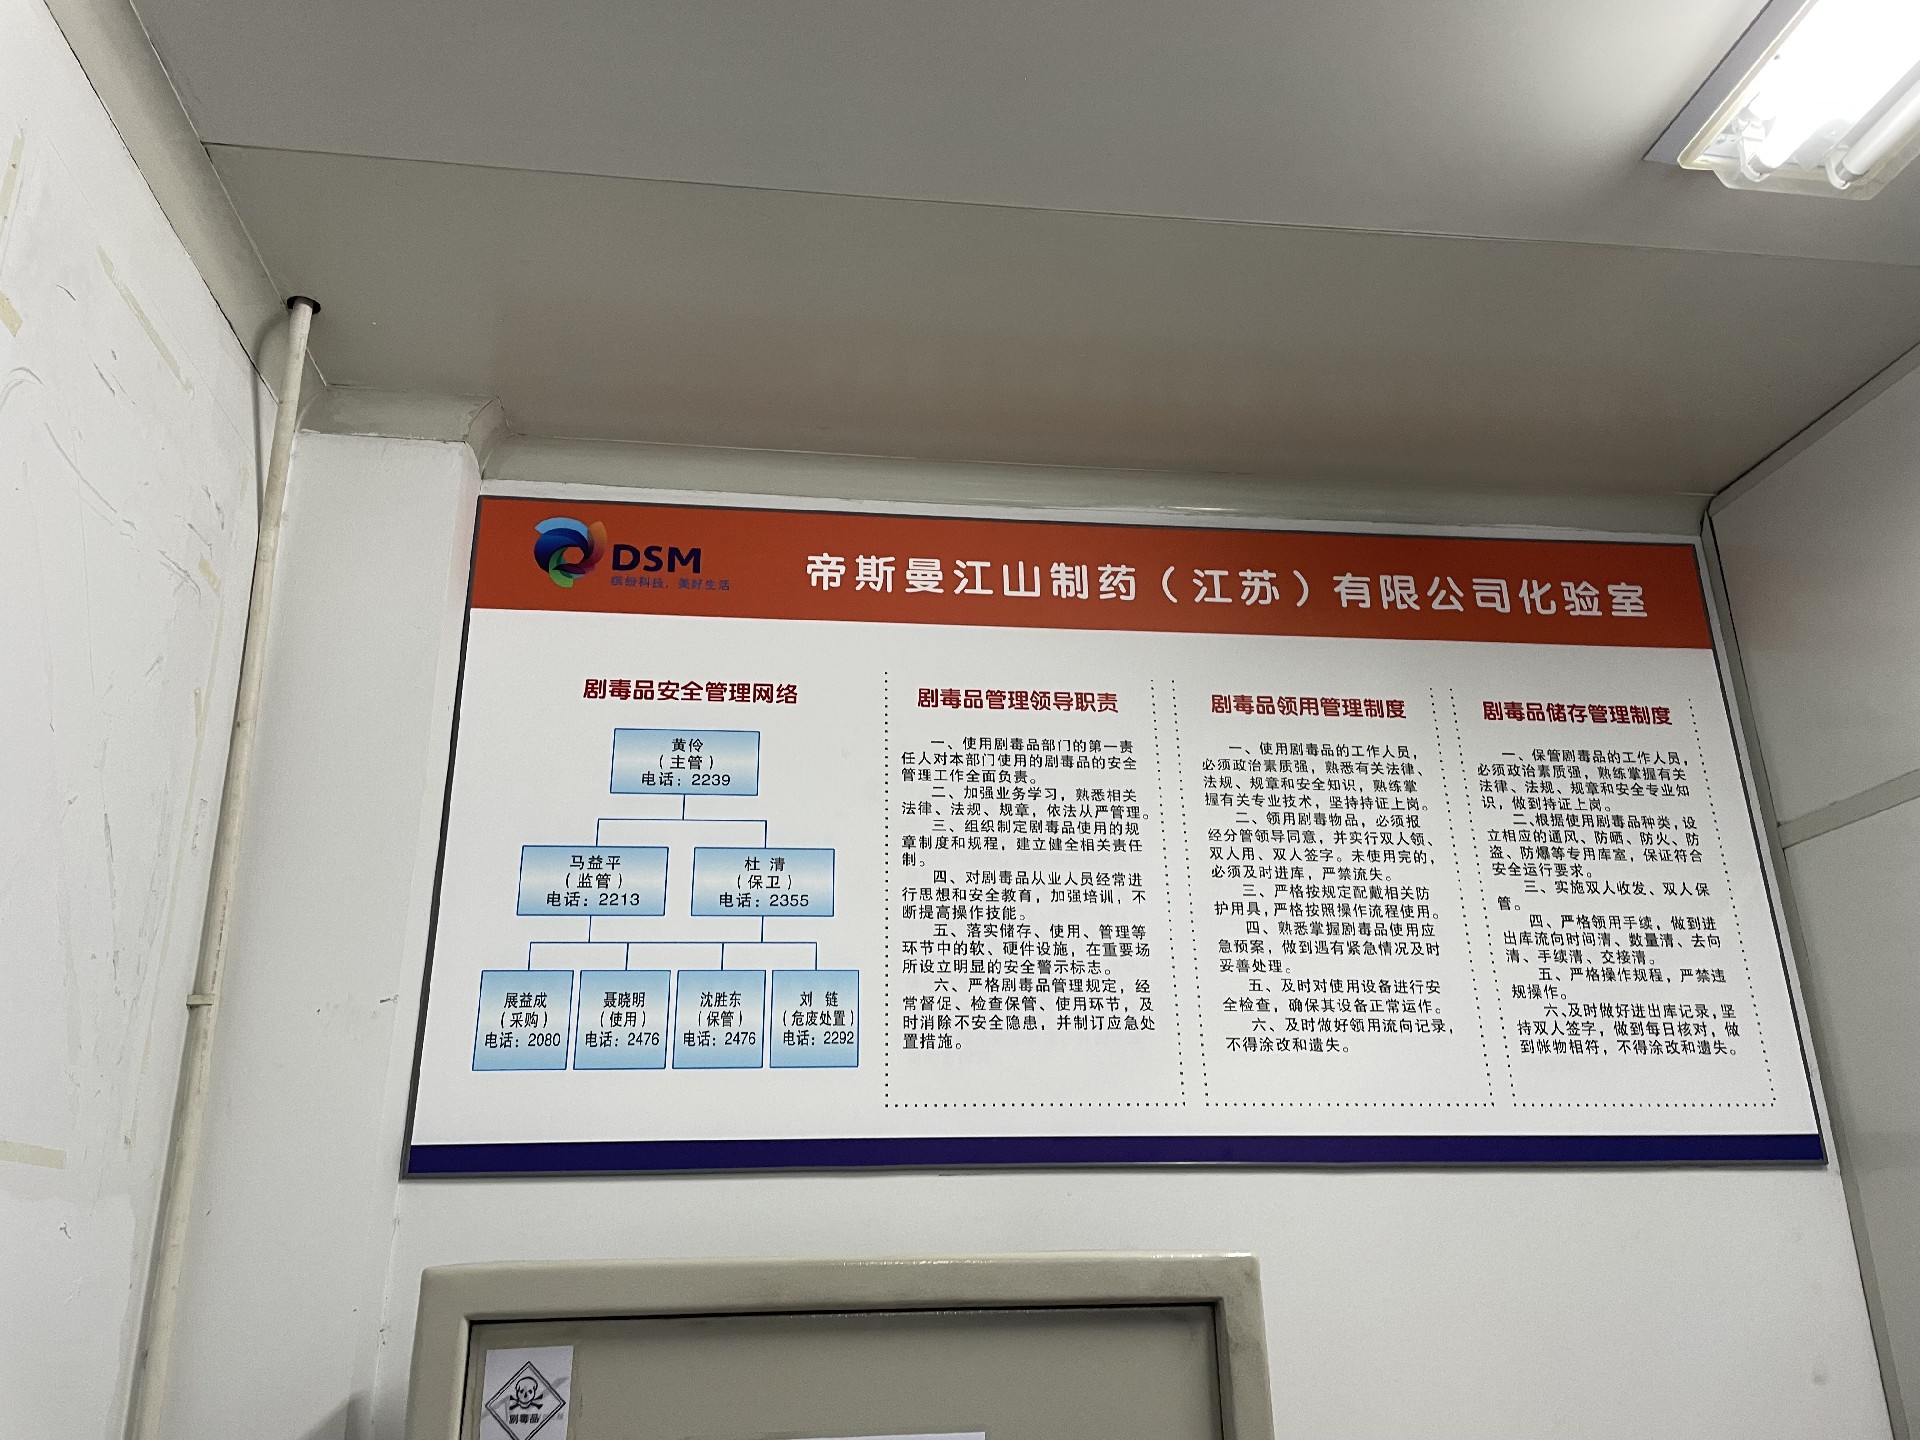 DSM
缤纷科技，美好生活
帝斯曼江山制药（江苏）有限公司化验室
剧毒品安全管理网络
黄伶
（主管）
电话：2239
马益平
（监管）
电话：2213
杜 清
（保卫）
电话：2355
展益成
（采购）
电话：2080
聂晓明
（使用）
电话：2476
沈胜东
（保管）
电话：2476
刘 链
（危废处置）
电话：2292
剧毒品管理领导职责
一、使用剧毒品部门的第一责
任人对本部门使用的剧毒品的安全
管理工作全面负责。
二、加强业务学习，熟悉相关
法律、法规、规章，依法从严管理。
三、组织制定剧毒品使用的规
章制度和规程，建立健全相关责任
制。
四、对剧毒品从业人员经常进
行思想和安全教育，加强培训，不
断提高操作技能。
五、落实储存、使用、管理等
环节中的软、硬件设施，在重要场
所设立明显的安全警示标志。
六、严格剧毒品管理规定，经
常督促、检查保管、使用环节，及
时消除不安全隐患，并制订应急处
置措施。
剧毒品领用管理制度
一、使用剧毒品的工作人员，
必须政治素质强，熟悉有关法律、
法规、规章和安全知识，熟练掌
握有关专业技术，坚持持证上岗。
二、领用剧毒物品，必须报
经分管领导同意，并实行双人领、
双人用、双人签字。未使用完的，
必须及时进库，严禁流失。
三、严格按规定配戴相关防
护用具，严格按照操作流程使用。
四、熟悉掌握剧毒品使用应
急预案，做到遇有紧急情况及时
妥善处理。
五、及时对使用设备进行安
全检查，确保其设备正常运作。
六、及时做好领用流向记录，
不得涂改和遗失。
剧毒品储存管理制度
一、保管剧毒品的工作人员，
必须政治素质强，熟练掌握有关
法律、法规、规章和安全专业知
识，做到持证上岗。
二、根据使用剧毒品种类，设
立相应的通风、防晒、防火、防
盗、防爆等专用库室，保证符合
安全运行要求。
三、实施双人收发、双人保
管。
四、严格领用手续，做到进
出库流向时间清、数量清、去向
清、手续清、交接清。
五、严格操作规程，严禁违
规操作。
六、及时做好进出库记录，坚
持双人签字，做到每日核对，做
到帐物相符，不得涂改和遗失。
剧毒品